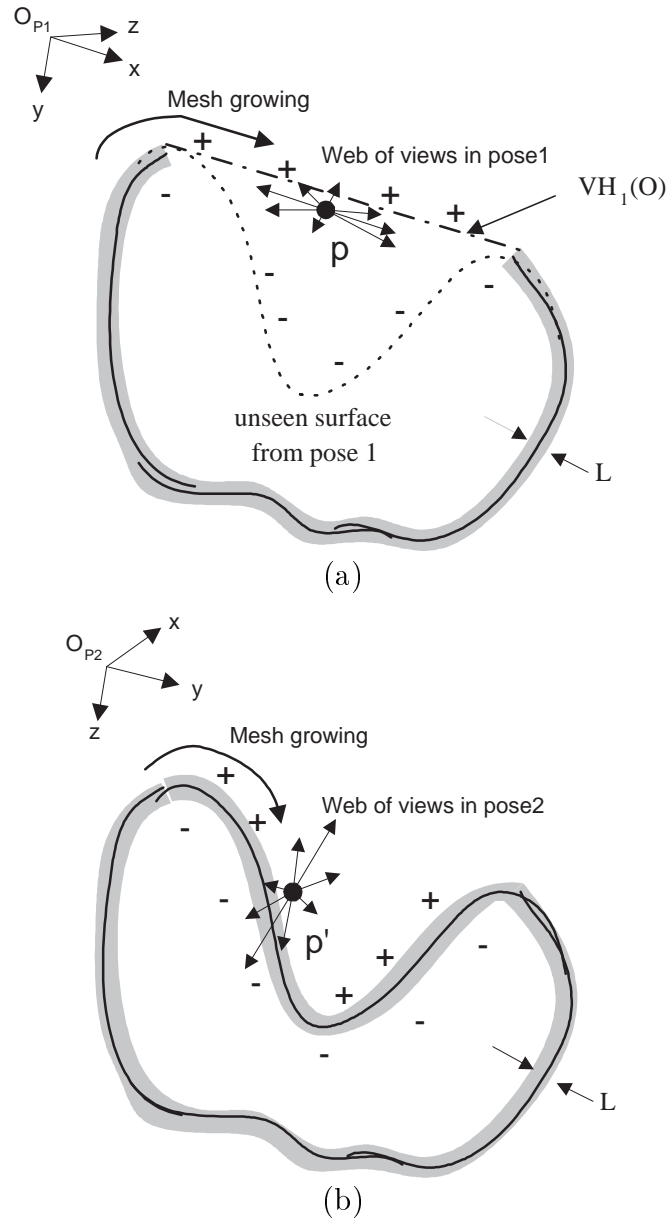 O_P1
z
x
y
Mesh growing
+ + + +
Web of views in pose1
VH_1(O)
p
- - - - - -
unseen surface
from pose 1
L
(a)
x
O_P2
y
z
Mesh growing
+ + + + +
Web of views in pose2
p'
- - - - - -
L
(b)